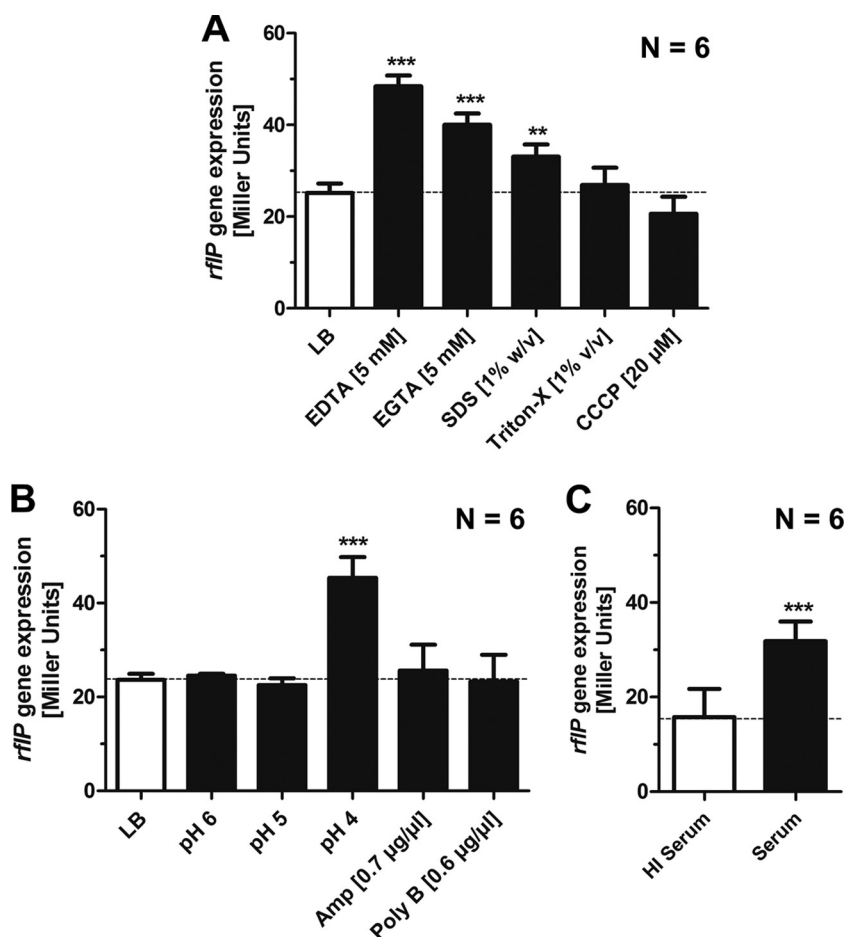 A
N = 6
rflP gene expression
[Miller Units]
60
40
20
0
***
***
**
LB
EDTA [5 mM]
EGTA [5 mM]
SDS [1% w/v]
Triton-X [1% v/v]
CCCP [20 µM]
B
N = 6
rflP gene expression
[Miller Units]
60
40
20
0
***
LB
pH 6
pH 5
pH 4
Amp [0.7 µg/µl]
Poly B [0.6 µg/µl]
C
N = 6
rflP gene expression
[Miller Units]
60
40
20
0
***
HI Serum
Serum